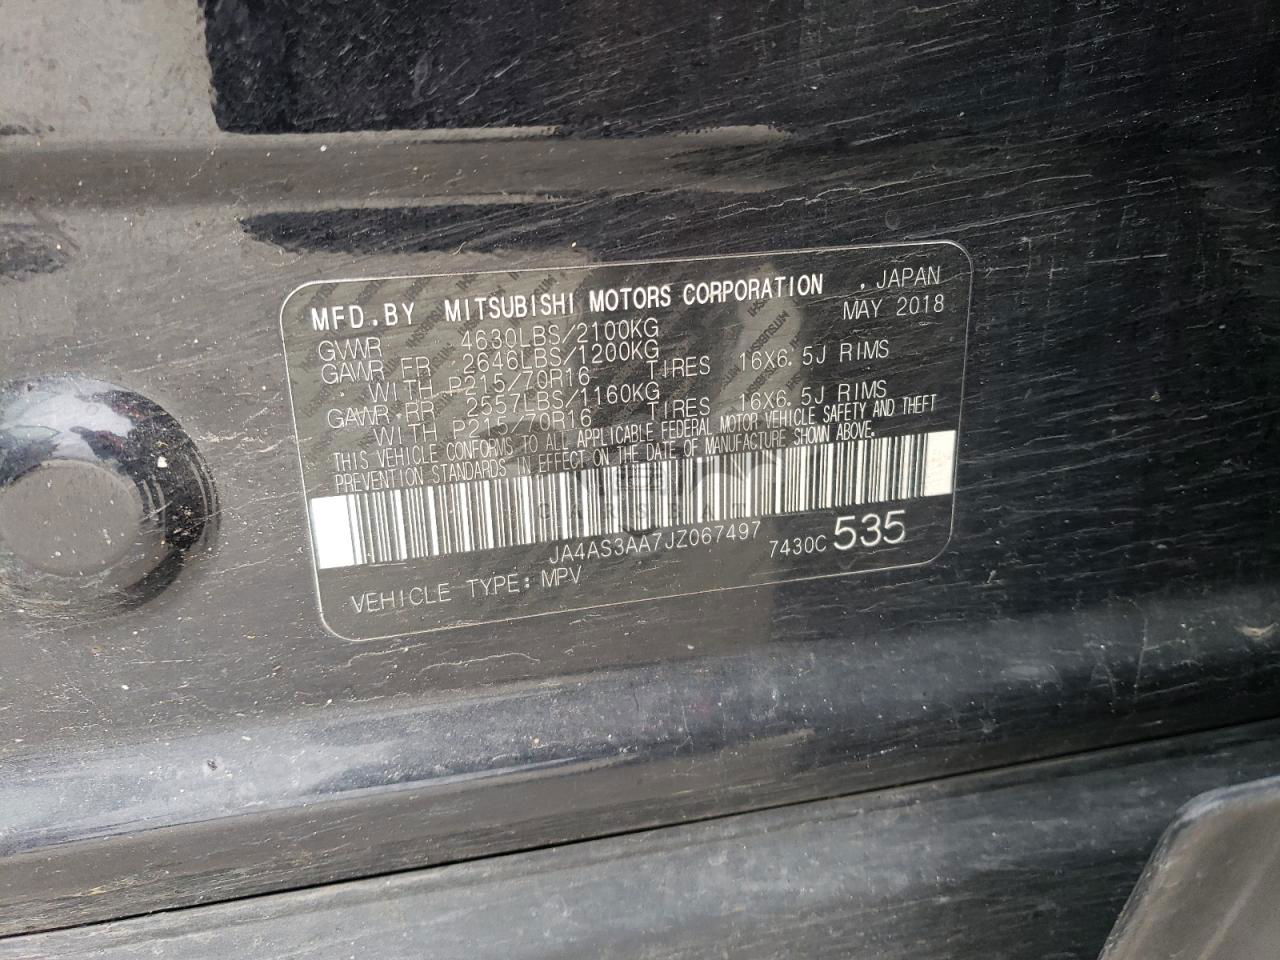 MFD.BY MITSUBISHI MOTORS CORPORATION , JAPAN
MAY 2018
GVWR 4630LBS/2100KG
GAWR FR 2646LBS/1200KG
WITH P215/70R16 TIRES 16X6.5J RIMS
GAWR RR 2557LBS/1160KG
WITH P215/70R16 TIRES 16X6.5J RIMS
THIS VEHICLE CONFORMS TO ALL APPLICABLE FEDERAL MOTOR VEHICLE SAFETY AND THEFT
PREVENTION STANDARDS IN EFFECT ON THE DATE OF MANUFACTURE SHOWN ABOVE.
JA4AS3AA7JZ067497 7430C 535
VEHICLE TYPE: MPV